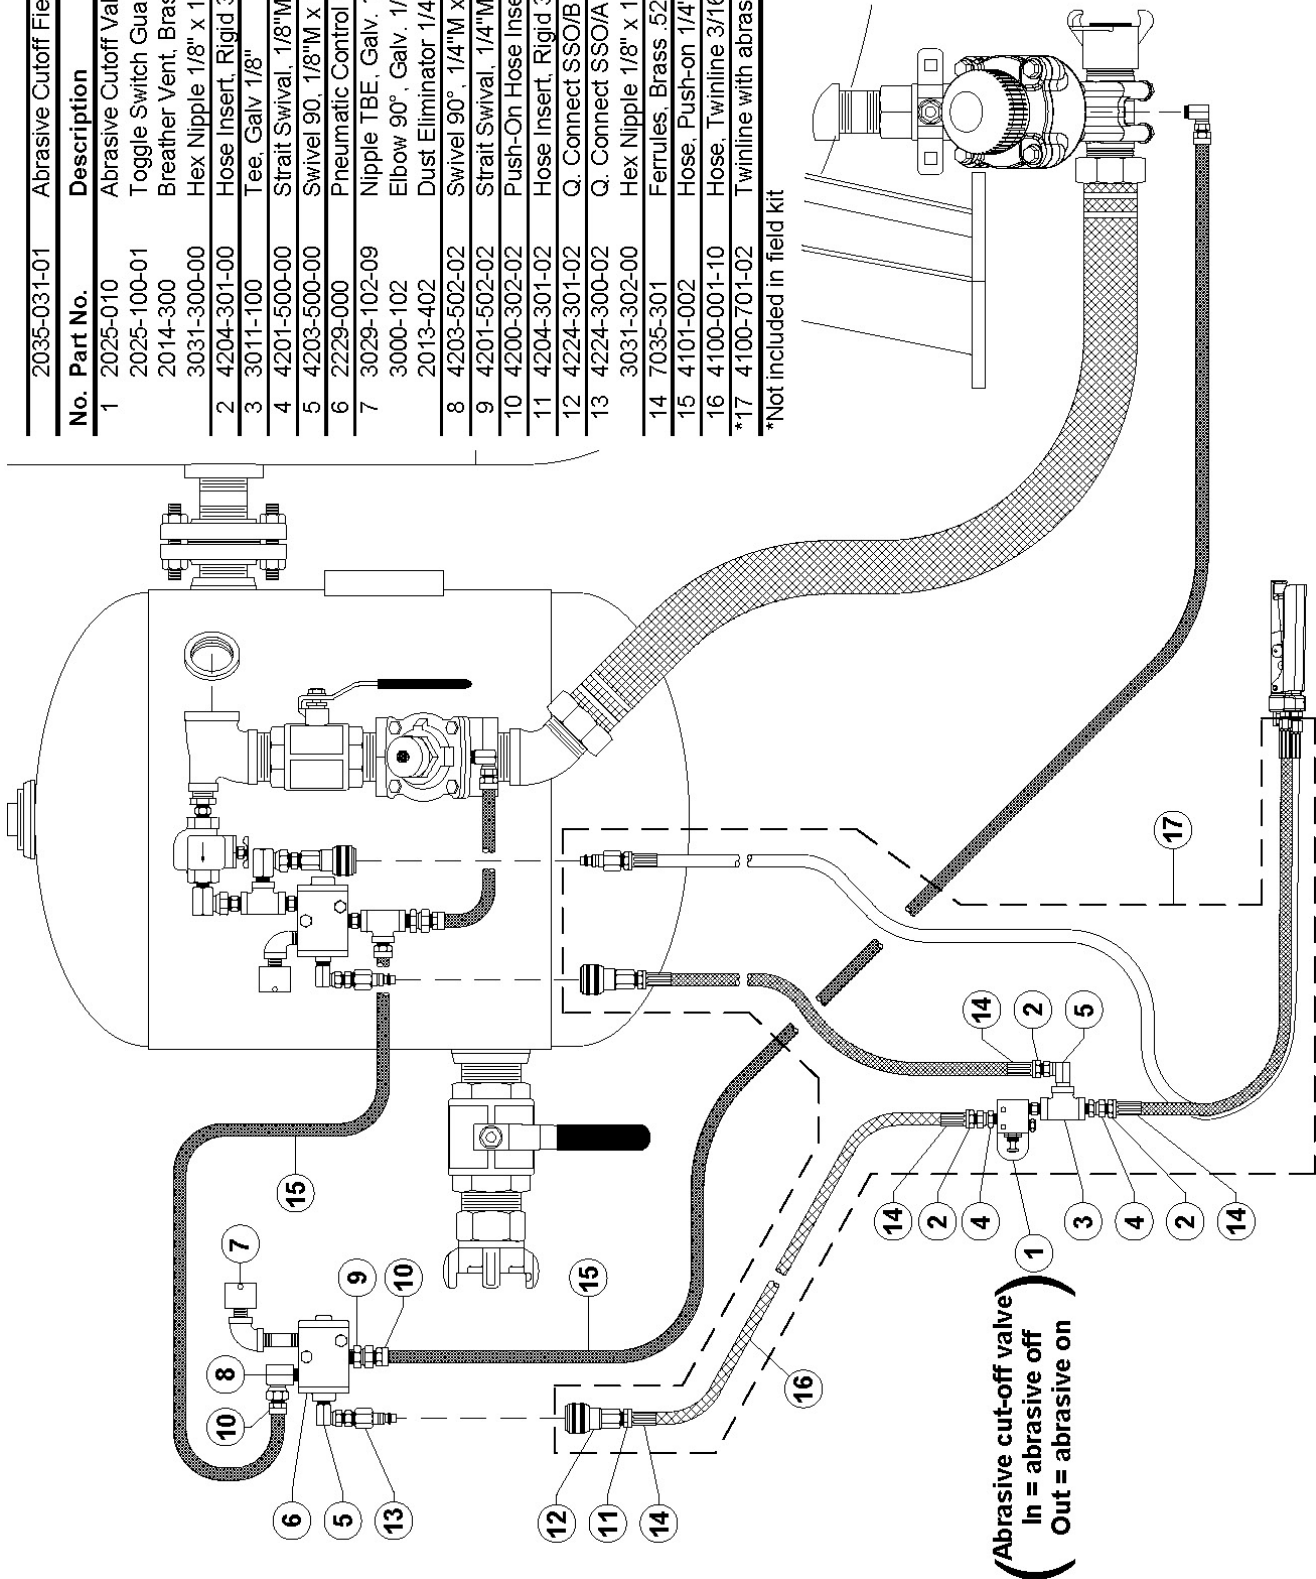 2035-031-01 Abrasive Cutoff Fie
No. Part No. Description
1 2025-010 Abrasive Cutoff Val
2025-100-01 Toggle Switch Gua
2014-300 Breather Vent, Bras
3031-300-00 Hex Nipple 1/8" x 1
2 4204-301-00 Hose Insert, Rigid 3
3 3011-100 Tee, Galv 1/8"
4 4201-500-00 Strait Swival, 1/8"M
5 4203-500-00 Swivel 90, 1/8"M x
6 2229-000 Pneumatic Control
7 3029-102-09 Nipple TBE, Galv.
3000-102 Elbow 90°, Galv. 1/
2013-402 Dust Eliminator 1/4
8 4203-502-02 Swivel 90°, 1/4"M x
9 4201-502-02 Strait Swival, 1/4"M
10 4200-302-02 Push-On Hose Inse
11 4204-301-02 Hose Insert, Rigid 3
12 4224-301-02 Q. Connect SSO/B
13 4224-300-02 Q. Connect SSO/A
3031-302-00 Hex Nipple 1/8" x 1
14 7035-301 Ferrules, Brass .52
15 4101-002 Hose, Push-on 1/4"
16 4100-001-10 Hose, Twinline 3/16
*17 4100-701-02 Twinline with abras
*Not included in field kit
17
14
2
5
15
7
9
10
15
8
10
16
14
2
4
3
4
2
14
1
6
5
13
12
11
14
(Abrasive cut-off valve)
In = abrasive off
Out = abrasive on